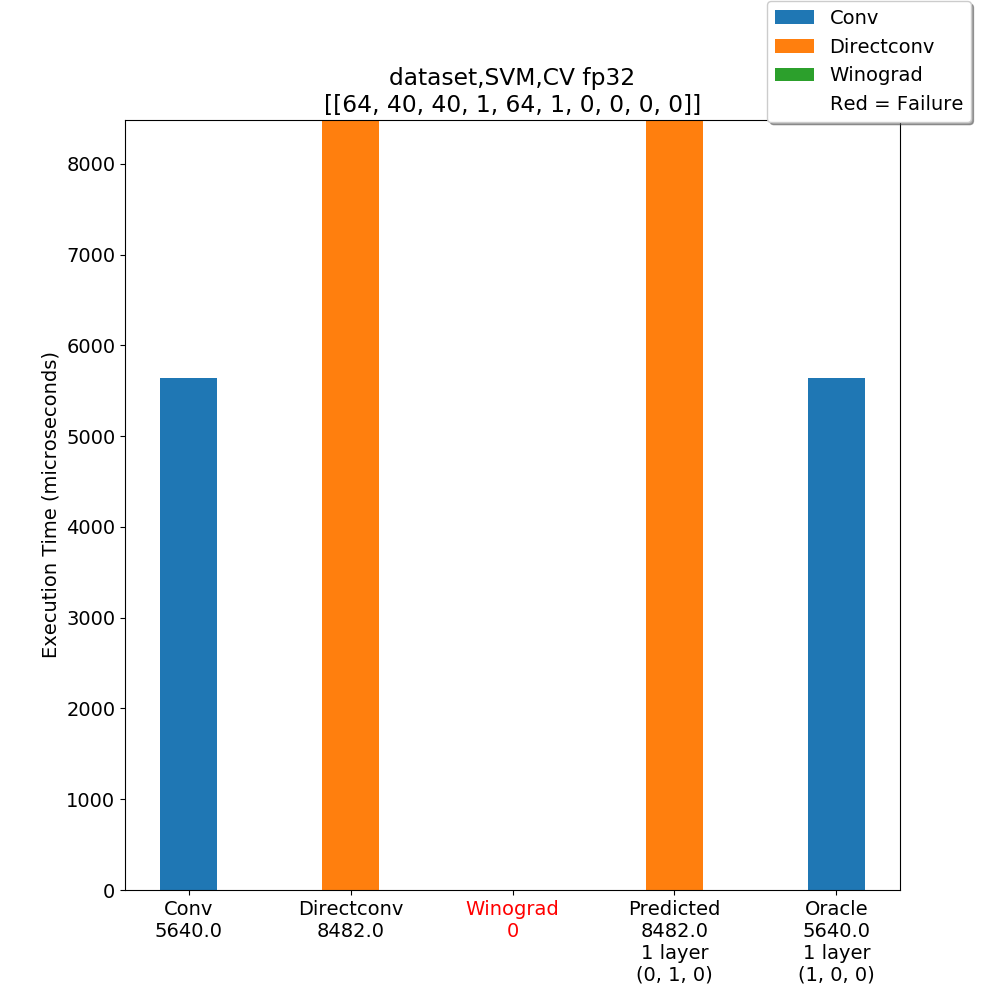 Conv
Directconv
Winograd
Red = Failure
dataset,SVM,CV fp32
[[64, 40, 40, 1, 64, 1, 0, 0, 0, 0]]
Execution Time (microseconds)
8000
7000
6000
5000
4000
3000
2000
1000
0
Conv
5640.0
Directconv
8482.0
Winograd
0
Predicted
8482.0
1 layer
(0, 1, 0)
Oracle
5640.0
1 layer
(1, 0, 0)